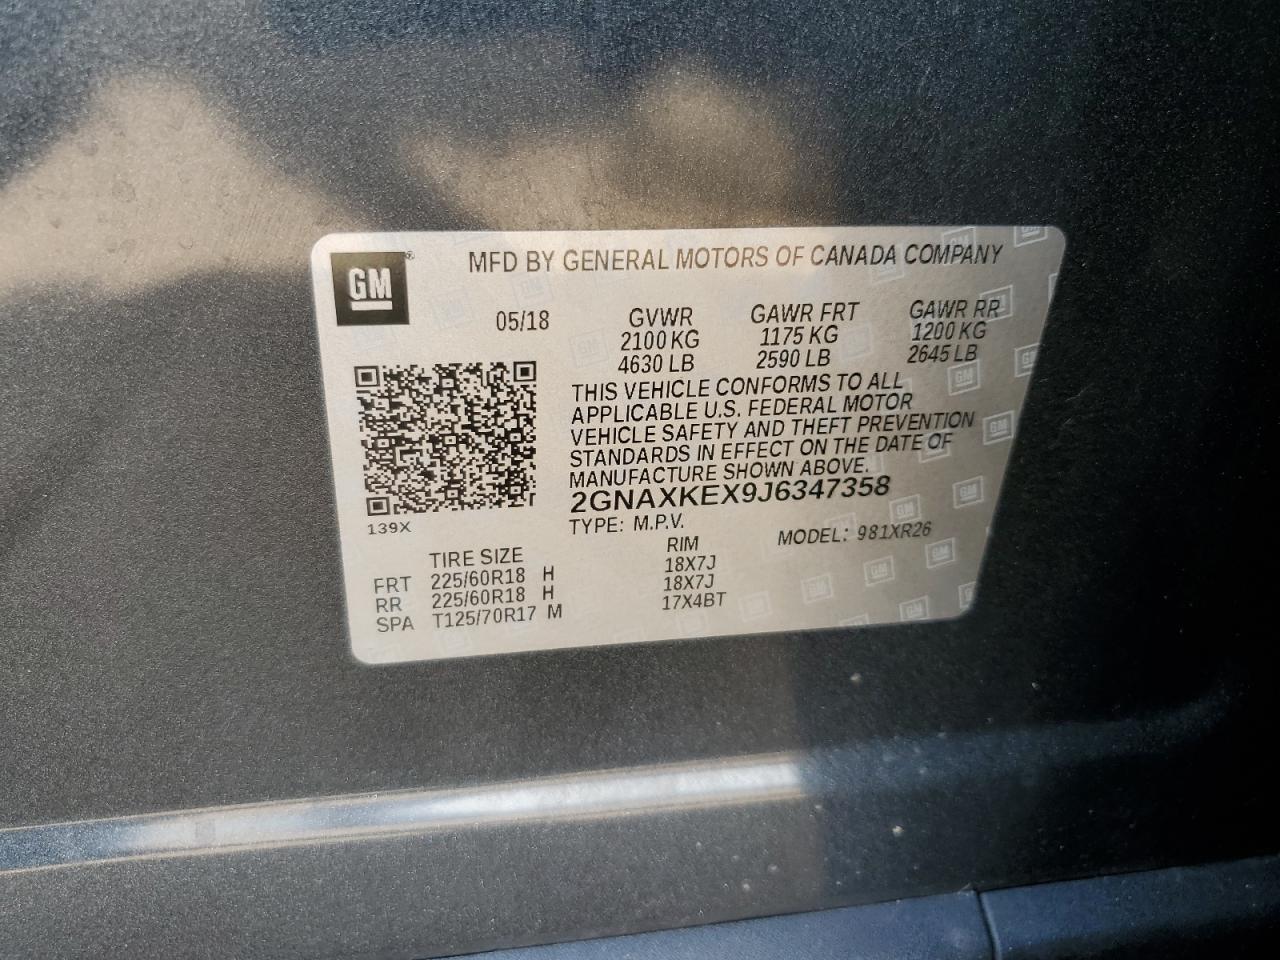 GM®
MFD BY GENERAL MOTORS OF CANADA COMPANY
05/18 GVWR GAWR FRT GAWR RR
2100 KG 1175 KG 1200 KG
4630 LB 2590 LB 2645 LB
THIS VEHICLE CONFORMS TO ALL
APPLICABLE U.S. FEDERAL MOTOR
VEHICLE SAFETY AND THEFT PREVENTION
STANDARDS IN EFFECT ON THE DATE OF
MANUFACTURE SHOWN ABOVE.
2GNAXKEX9J6347358
139X
TYPE: M.P.V. MODEL: 981XR26
TIRE SIZE RIM
FRT 225/60R18 H 18X7J
RR 225/60R18 H 18X7J
SPA T125/70R17 M 17X4BT